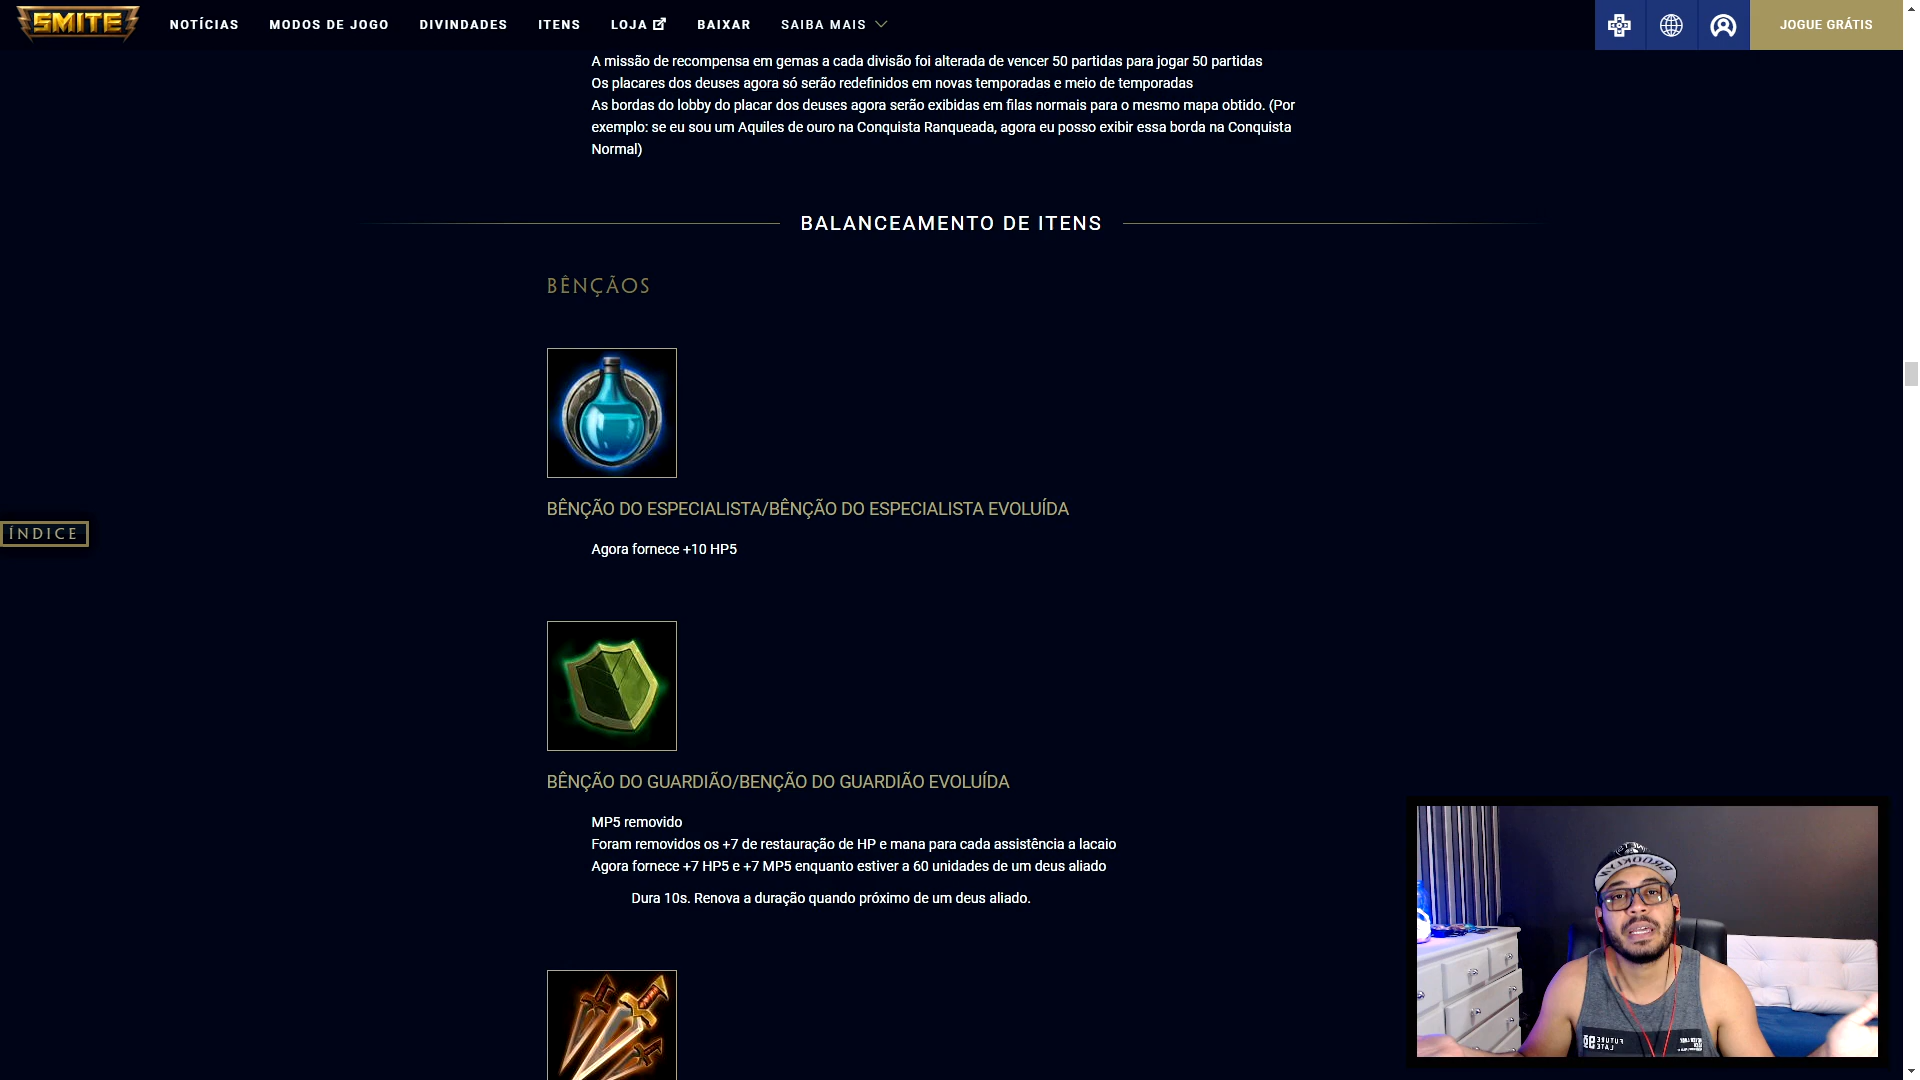 SMITE
NOTÍCIAS
MODOS DE JOGO
DIVINDADES
ITENS
LOJA
BAIXAR
SAIBA MAIS
JOGUE GRÁTIS
A missão de recompensa em gemas a cada divisão foi alterada de vencer 50 partidas para jogar 50 partidas
Os placares dos deuses agora só serão redefinidos em novas temporadas e meio de temporadas
As bordas do lobby do placar dos deuses agora serão exibidas em filas normais para o mesmo mapa obtido. (Por
exemplo: se eu sou um Aquiles de ouro na Conquista Ranqueada, agora eu posso exibir essa borda na Conquista
Normal)
BALANCEAMENTO DE ITENS
BÊNÇÃOS
BÊNÇÃO DO ESPECIALISTA/BÊNÇÃO DO ESPECIALISTA EVOLUÍDA
ÍNDICE
Agora fornece +10 HP5
BÊNÇÃO DO GUARDIÃO/BENÇÃO DO GUARDIÃO EVOLUÍDA
MP5 removido
Foram removidos os +7 de restauração de HP e mana para cada assistência a lacaio
Agora fornece +7 HP5 e +7 MP5 enquanto estiver a 60 unidades de um deus aliado
Dura 10s. Renova a duração quando próximo de um deus aliado.
BROOKLYN
FUTURE
LATE